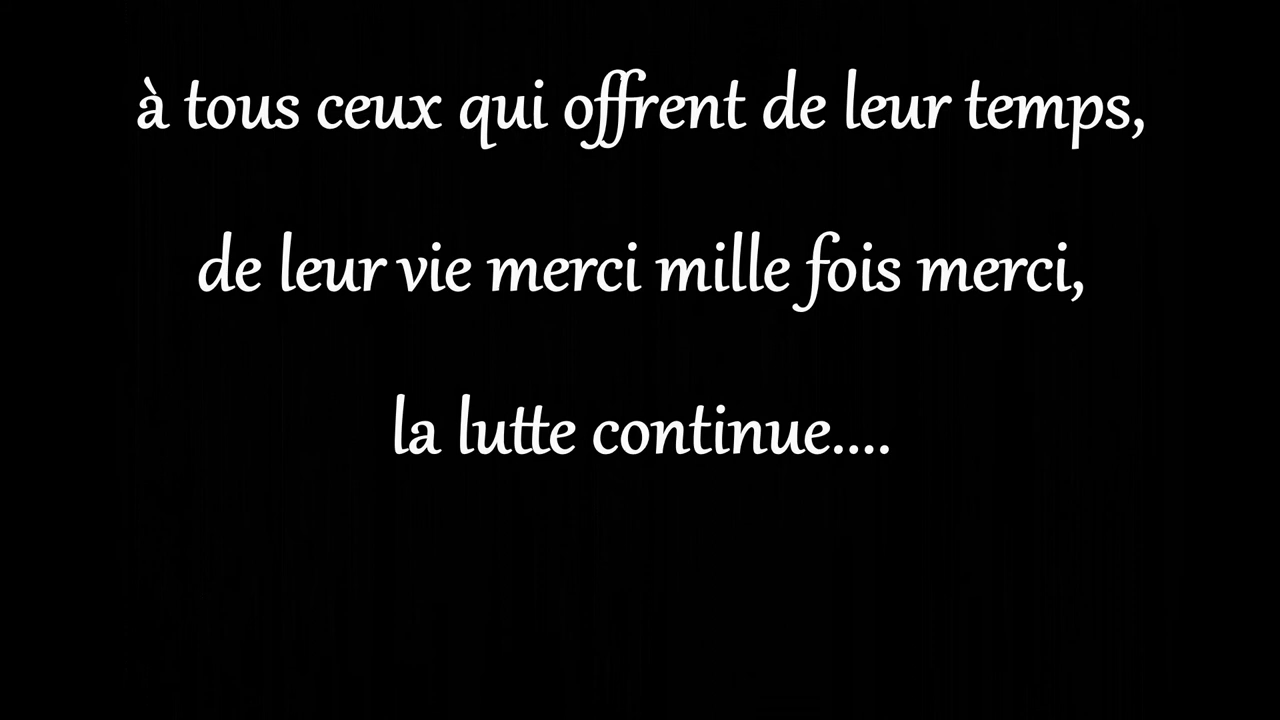 à tous ceux qui offrent de leur temps,
de leur vie merci mille fois merci,
la lutte continue....